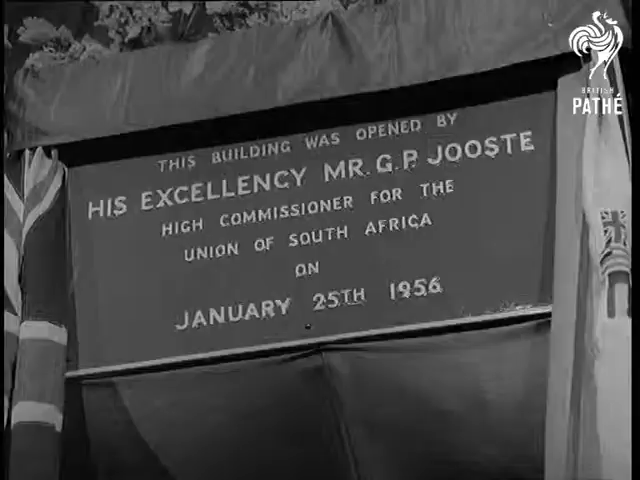 BRITISH
PATHÉ
THIS BUILDING WAS OPENED BY
HIS EXCELLENCY MR. G. P. JOOSTE
HIGH COMMISSIONER FOR THE
UNION OF SOUTH AFRICA
ON
JANUARY 25TH 1956